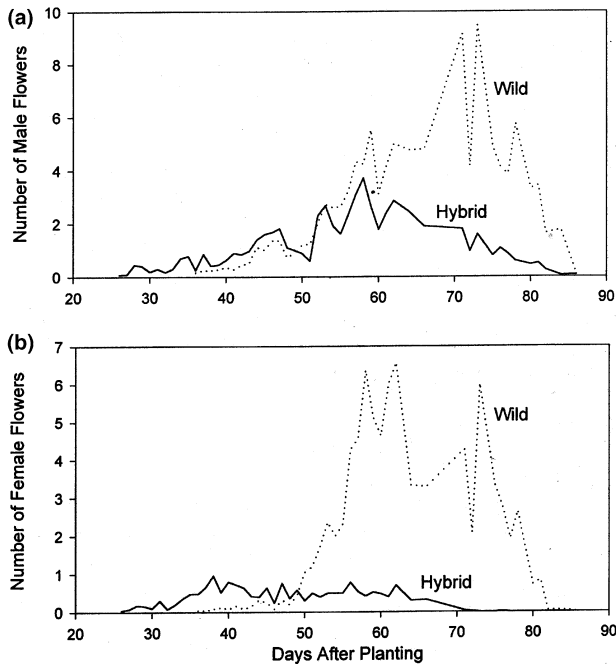 (a)
Number of Male Flowers
10
8
6
4
2
0
Wild
Hybrid
20 30 40 50 60 70 80 90
(b)
Number of Female Flowers
7
6
5
4
3
2
1
0
Wild
Hybrid
20 30 40 50 60 70 80 90
Days After Planting